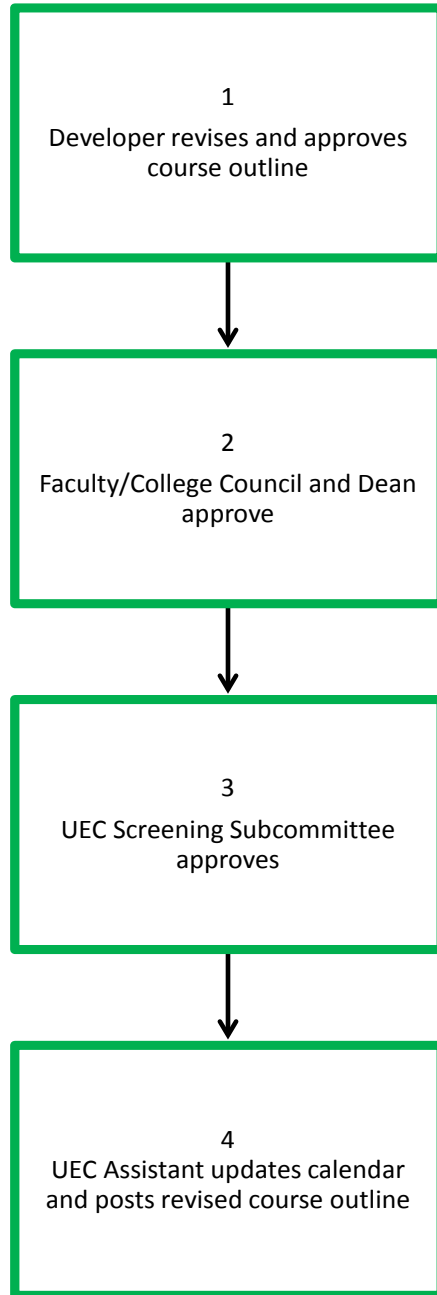 1
Developer revises and approves
course outline
2
Faculty/College Council and Dean
approve
3
UEC Screening Subcommittee
approves
4
UEC Assistant updates calendar
and posts revised course outline